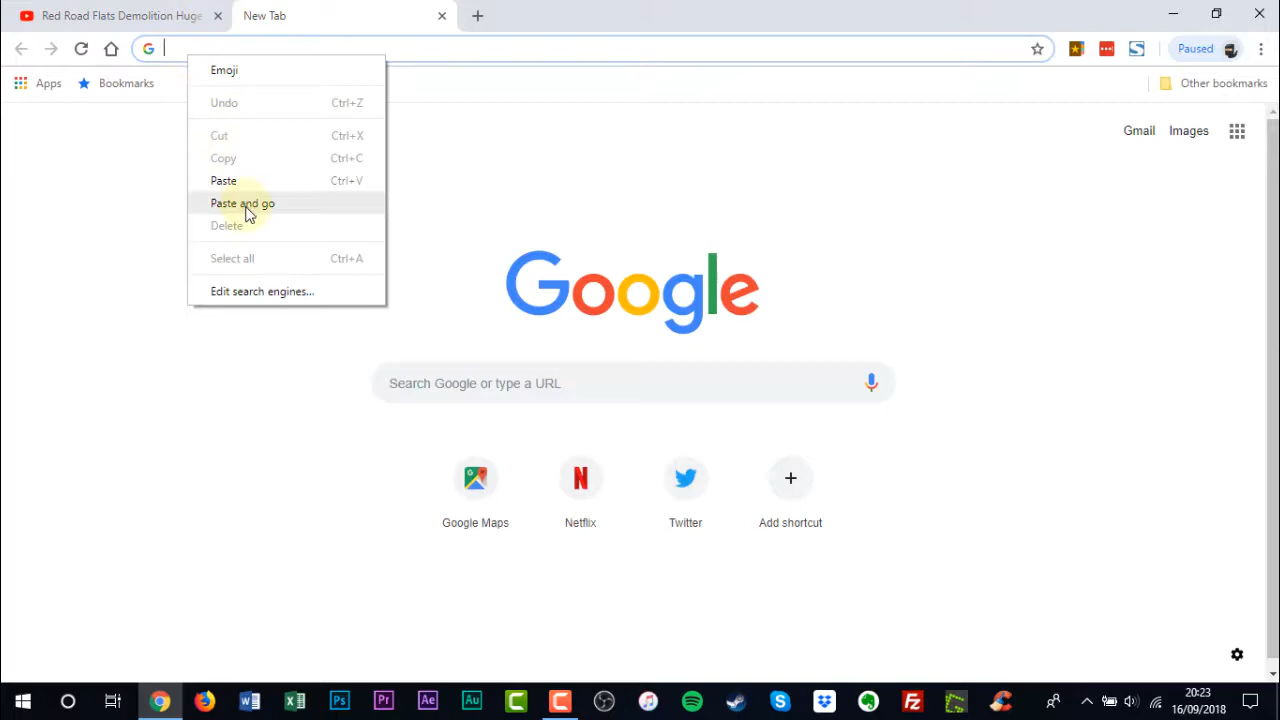 Red Road Flats Demolition Huge
New Tab
Paused
Apps
Bookmarks
Other bookmarks
Emoji
Undo Ctrl+Z
Cut Ctrl+X
Copy Ctrl+C
Paste Ctrl+V
Paste and go
Delete
Select all Ctrl+A
Edit search engines...
Gmail Images
Google
Search Google or type a URL
Google Maps
Netflix
Twitter
Add shortcut
20:23
16/09/2018